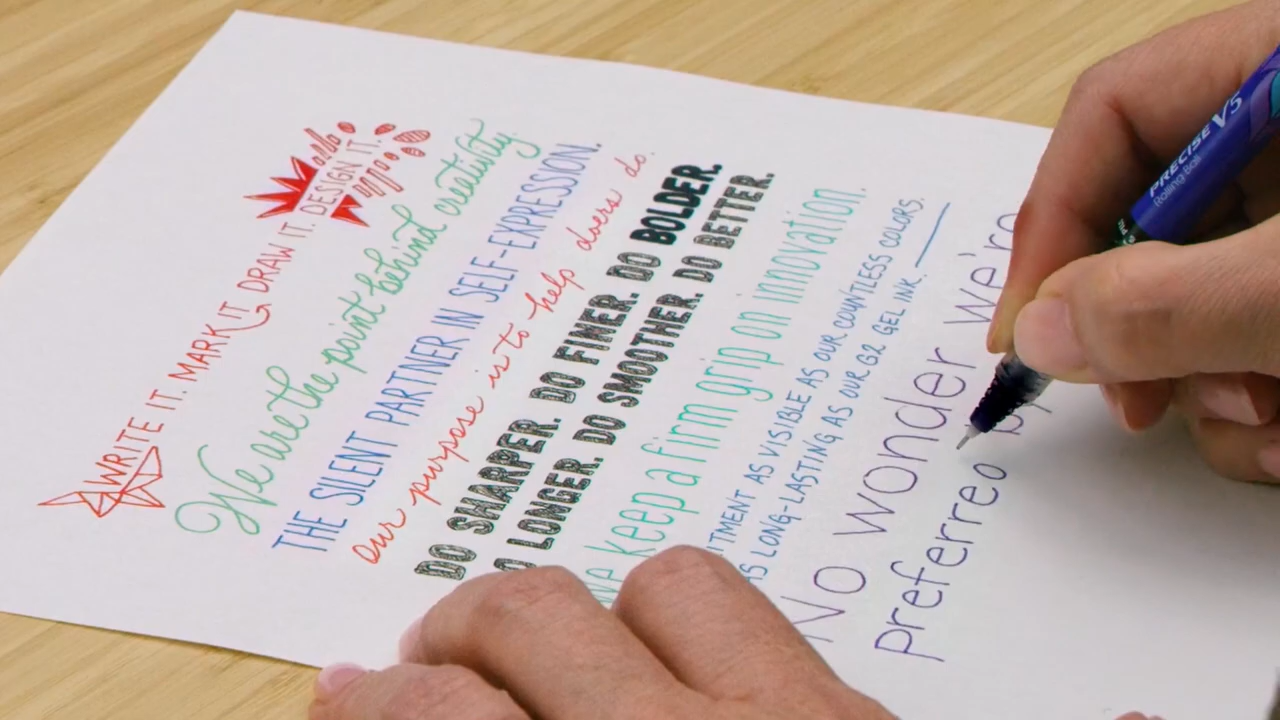 WRITE IT. MARK IT. DRAW IT. DESIGN IT.
We are the point behind creativity.
THE SILENT PARTNER IN SELF-EXPRESSION.
Our purpose is to help doers do.
DO SHARPER. DO FINER. DO BOLDER.
LONGER. DO SMOOTHER. DO BETTER.
we keep a firm grip on innovation.
AS VISIBLE AS OUR COUNTLESS COLORS.
AS LONG-LASTING AS OUR G2 GEL INK.
No wonder we're
preferred
PRECISE V5
Rolling Ball